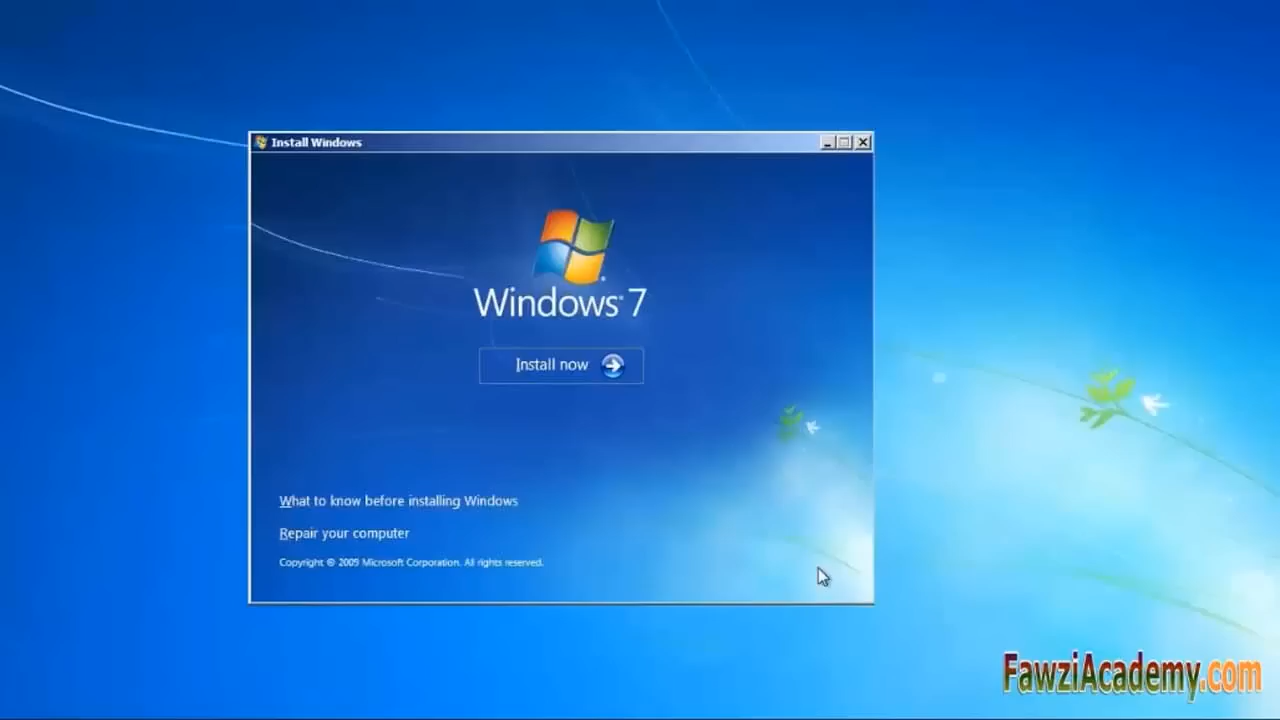 Install Windows
Windows 7
Install now
What to know before installing Windows
Repair your computer
Copyright © 2009 Microsoft Corporation. All rights reserved.
FawziAcademy.com